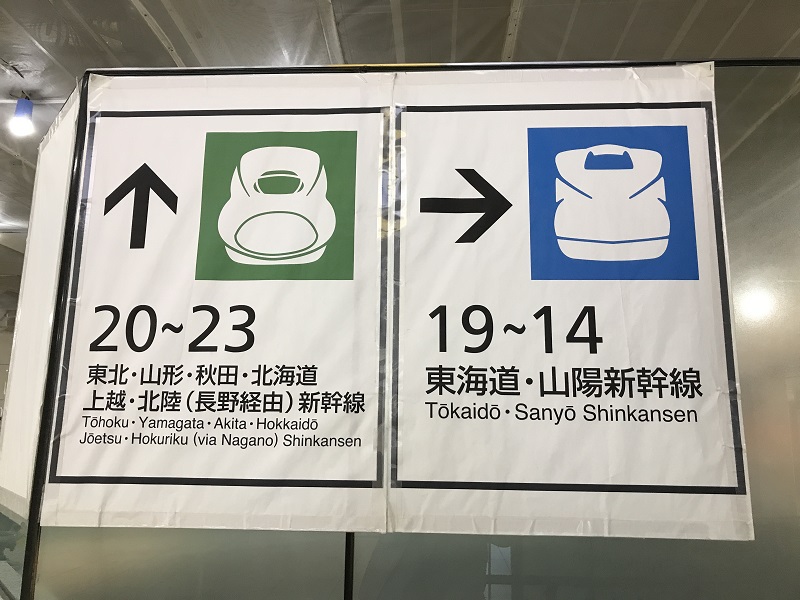 20~23
東北・山形・秋田・北海道
上越・北陸（長野経由）新幹線
Tōhoku・Yamagata・Akita・Hokkaidō
Jōetsu・Hokuriku (via Nagano) Shinkansen
19~14
東海道・山陽新幹線
Tōkaidō・Sanyō Shinkansen